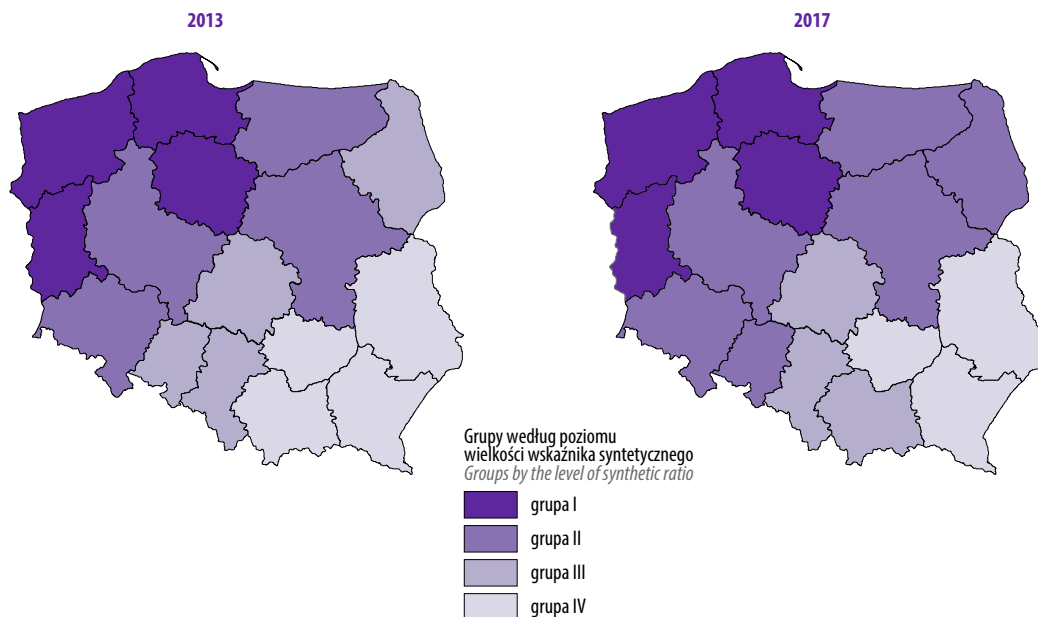 2013
2017
Grupy według poziomu
wielkości wskaźnika syntetycznego
Groups by the level of synthetic ratio
grupa I
grupa II
grupa III
grupa IV